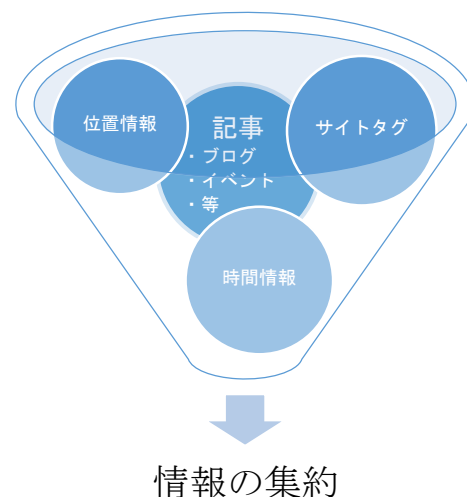 位置情報
記事
・ブログ
・イベント
・等
サイトタグ
時間情報
情報の集約